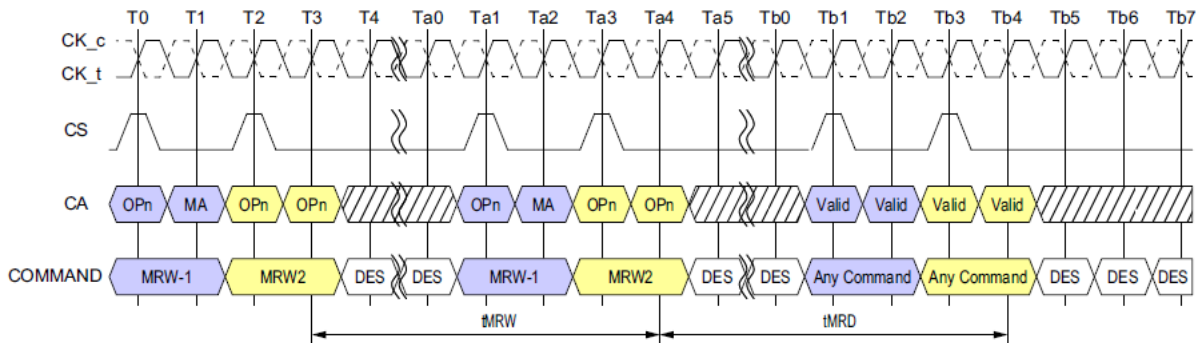 T0 T1 T2 T3 T4 Ta0 Ta1 Ta2 Ta3 Ta4 Ta5 Tb0 Tb1 Tb2 Tb3 Tb4 Tb5 Tb6 Tb7
CK_c
CK_t
CS
CA OPn MA OPn OPn OPn MA OPn OPn Valid Valid Valid Valid
COMMAND MRW-1 MRW2 DES DES MRW-1 MRW2 DES DES Any Command Any Command DES DES DES
tMRW tMRD